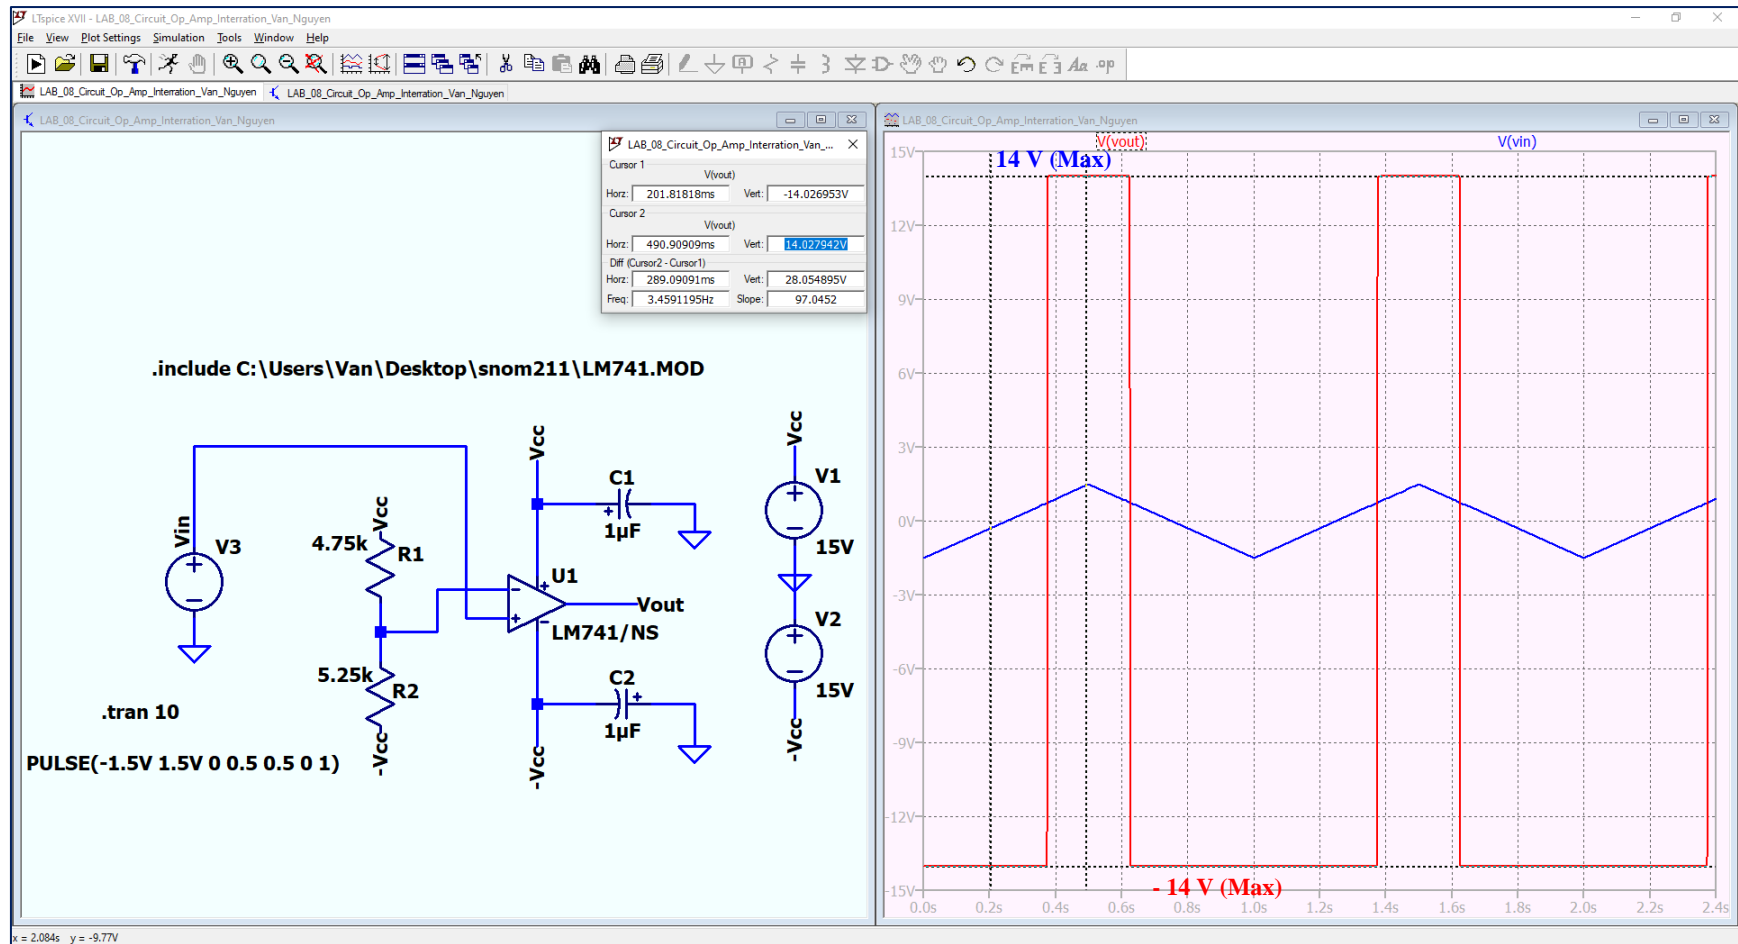 LTspice XVII - LAB_08_Circuit_Op_Amp_Interration_Van_Nguyen
File View Plot Settings Simulation Tools Window Help
LAB_08_Circuit_Op_Amp_Interration_Van_Nguyen LAB_08_Circuit_Op_Amp_Interration_Van_Nguyen
LAB_08_Circuit_Op_Amp_Interration_Van_Nguyen
LAB_08_Circuit_Op_Amp_Interration_Van_...
Cursor 1
V(vout)
Horz: 201.81818ms Vert: -14.026953V
Cursor 2
V(vout)
Horz: 490.90909ms Vert: 14.027942V
Diff (Cursor2 - Cursor1)
Horz: 289.09091ms Vert: 28.054895V
Freq: 3.4591195Hz Slope: 97.0452
.include C:\Users\Van\Desktop\snom211\LM741.MOD
Vin
V3
Vcc
4.75k
R1
5.25k
R2
-Vcc
Vcc
C1
1µF
U1
Vout
LM741/NS
C2
1µF
-Vcc
Vcc
V1
15V
V2
15V
-Vcc
.tran 10
PULSE(-1.5V 1.5V 0 0.5 0.5 0 1)
LAB_08_Circuit_Op_Amp_Interration_Van_Nguyen
V(vout) V(vin)
14 V (Max)
15V
12V
9V
6V
3V
0V
-3V
-6V
-9V
-12V
-15V
- 14 V (Max)
0.0s 0.2s 0.4s 0.6s 0.8s 1.0s 1.2s 1.4s 1.6s 1.8s 2.0s 2.2s 2.4s
x = 2.084s y = -9.77V